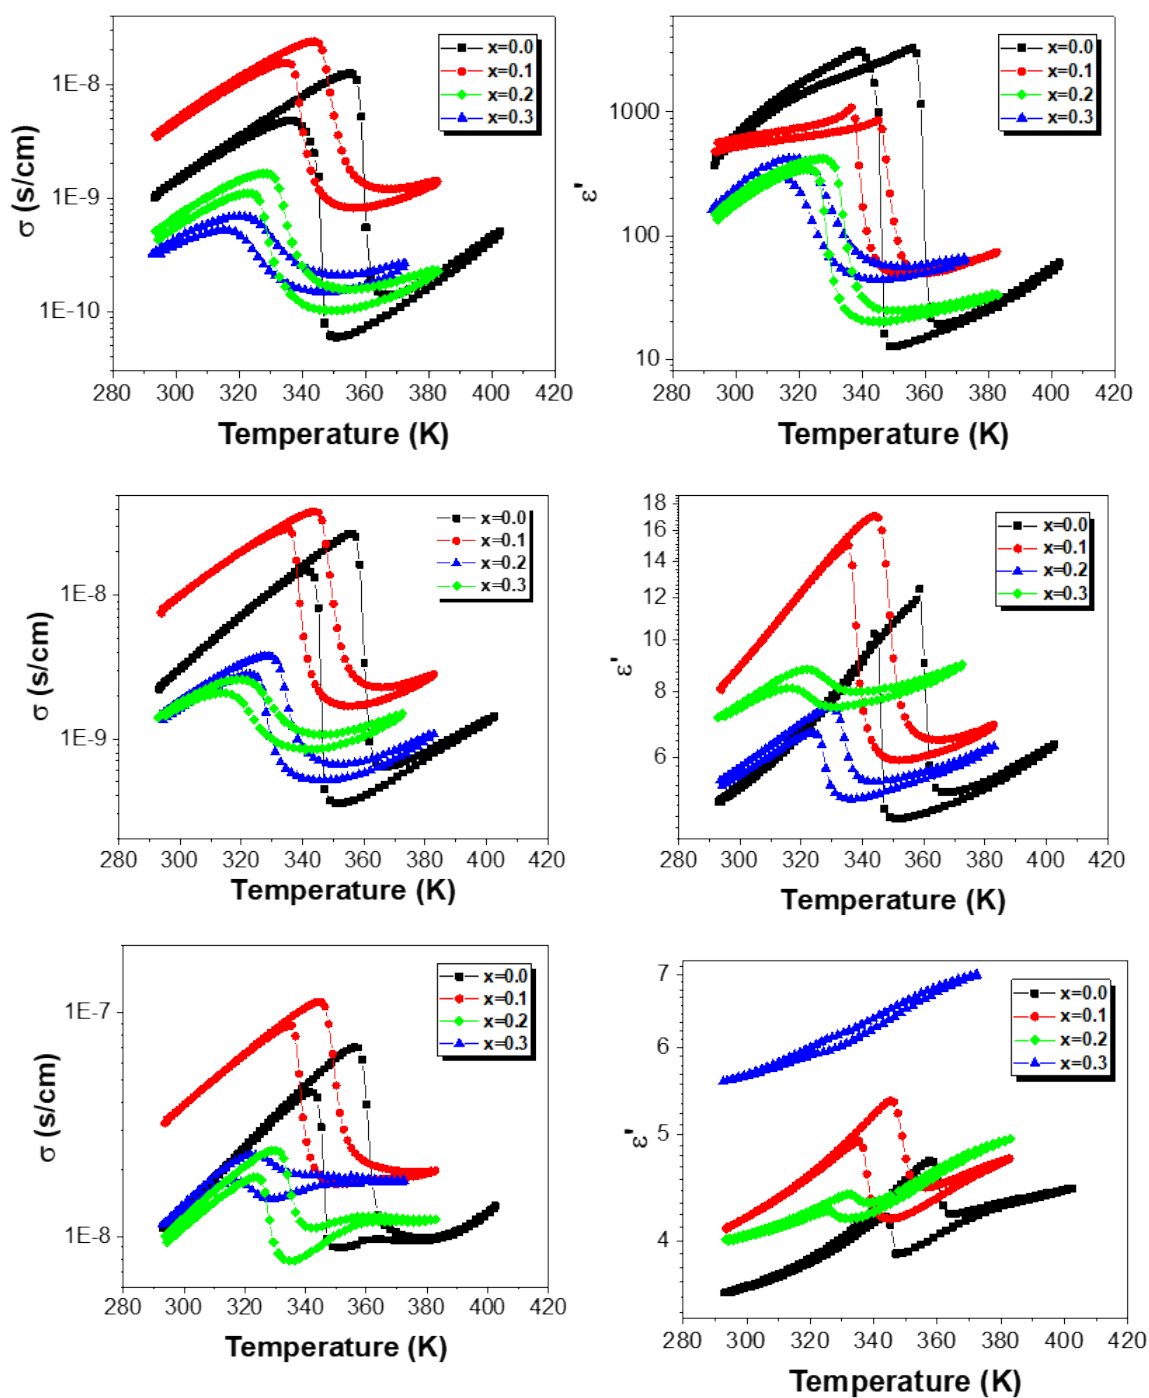 σ (s/cm)
1E-8
1E-9
1E-10
x=0.0
x=0.1
x=0.2
x=0.3
280 300 320 340 360 380 400 420
Temperature (K)
ε'
1000
100
10
x=0.0
x=0.1
x=0.2
x=0.3
280 300 320 340 360 380 400 420
Temperature (K)
σ (s/cm)
1E-8
1E-9
x=0.0
x=0.1
x=0.2
x=0.3
280 300 320 340 360 380 400 420
Temperature (K)
ε'
18
16
14
12
10
8
6
x=0.0
x=0.1
x=0.2
x=0.3
280 300 320 340 360 380 400 420
Temperature (K)
σ (s/cm)
1E-7
1E-8
x=0.0
x=0.1
x=0.2
x=0.3
280 300 320 340 360 380 400 420
Temperature (K)
ε'
7
6
5
4
x=0.0
x=0.1
x=0.2
x=0.3
280 300 320 340 360 380 400 420
Temperature (K)